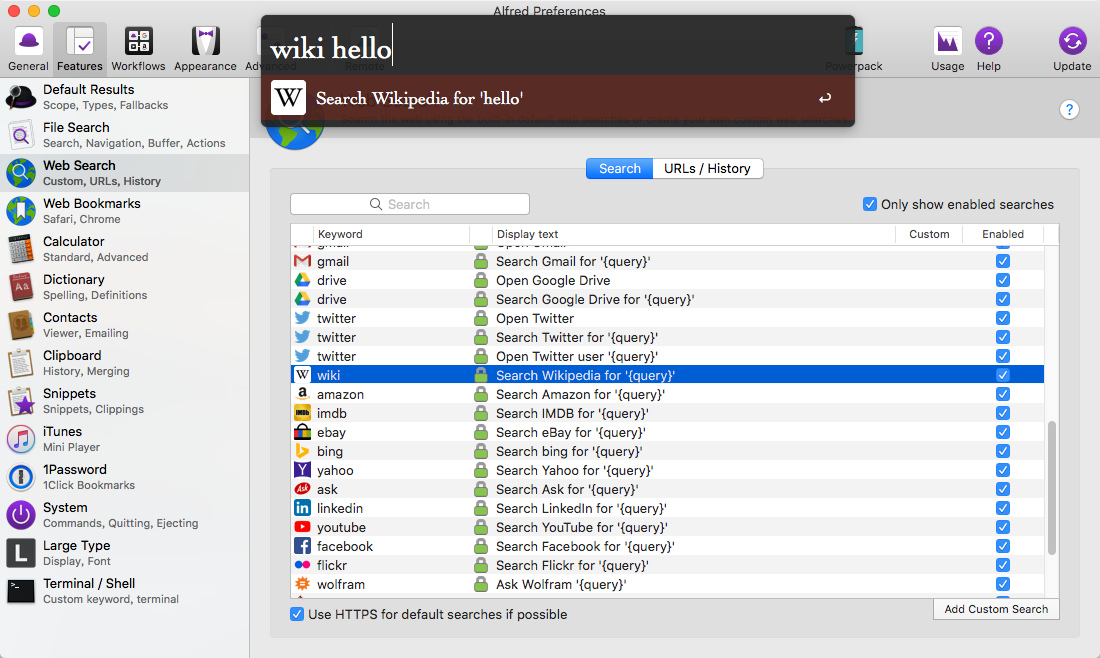 Alfred Preferences
wiki hello
Search Wikipedia for 'hello'
General
Features
Workflows
Appearance
Usage
Help
Update
Default Results
Scope, Types, Fallbacks
File Search
Search, Navigation, Buffer, Actions
Web Search
Custom, URLs, History
Web Bookmarks
Safari, Chrome
Calculator
Standard, Advanced
Dictionary
Spelling, Definitions
Contacts
Viewer, Emailing
Clipboard
History, Merging
Snippets
Snippets, Clippings
iTunes
Mini Player
1Password
1Click Bookmarks
System
Commands, Quitting, Ejecting
Large Type
Display, Font
Terminal / Shell
Custom keyword, terminal
?
Search URLs / History
Search
Only show enabled searches
Keyword Display text Custom Enabled
gmail Open Gmail
gmail Search Gmail for '{query}'
drive Open Google Drive
drive Search Google Drive for '{query}'
twitter Open Twitter
twitter Search Twitter for '{query}'
twitter Open Twitter user '{query}'
W wiki Search Wikipedia for '{query}'
a amazon Search Amazon for '{query}'
IMDb imdb Search IMDB for '{query}'
ebay Search eBay for '{query}'
bing Search bing for '{query}'
Y yahoo Search Yahoo for '{query}'
Ask ask Search Ask for '{query}'
in linkedin Search LinkedIn for '{query}'
youtube Search YouTube for '{query}'
f facebook Search Facebook for '{query}'
flickr Search Flickr for '{query}'
wolfram Ask Wolfram '{query}'
Use HTTPS for default searches if possible
Add Custom Search